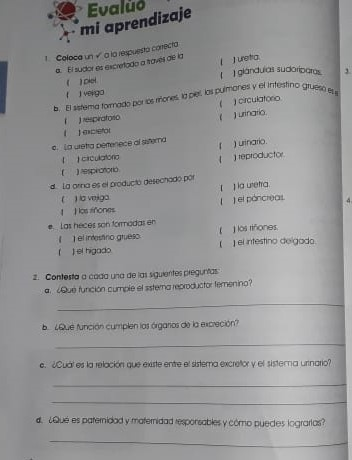 Evalúo
mi aprendizaje
1. Coloca un ✓ a la respuesta correcta.
a. El sudor es excretado a través de la
( ) piel. ( ) uretra.
( ) vejiga. ( ) glándulas sudoríparas.
b. El sistema formado por los riñones, la piel, los pulmones y el intestino grueso es
( ) respiratorio. ( ) circulatorio.
( ) excretor. ( ) urinario.
c. La uretra pertenece al sistema
( ) circulatorio. ( ) urinario.
( ) respiratorio. ( ) reproductor.
d. La orina es el producto desechado por
( ) la vejiga. ( ) la uretra.
( ) los riñones. ( ) el páncreas.
e. Las heces son formadas en
( ) el intestino grueso. ( ) los riñones.
( ) el hígado. ( ) el intestino delgado.
2. Contesta a cada una de las siguientes preguntas:
a. ¿Qué función cumple el sistema reproductor femenino?
b. ¿Qué función cumplen los órganos de la excreción?
c. ¿Cuál es la relación que existe entre el sistema excretor y el sistema urinario?
d. ¿Qué es paternidad y maternidad responsables y cómo puedes lograrlas?
3.
4.